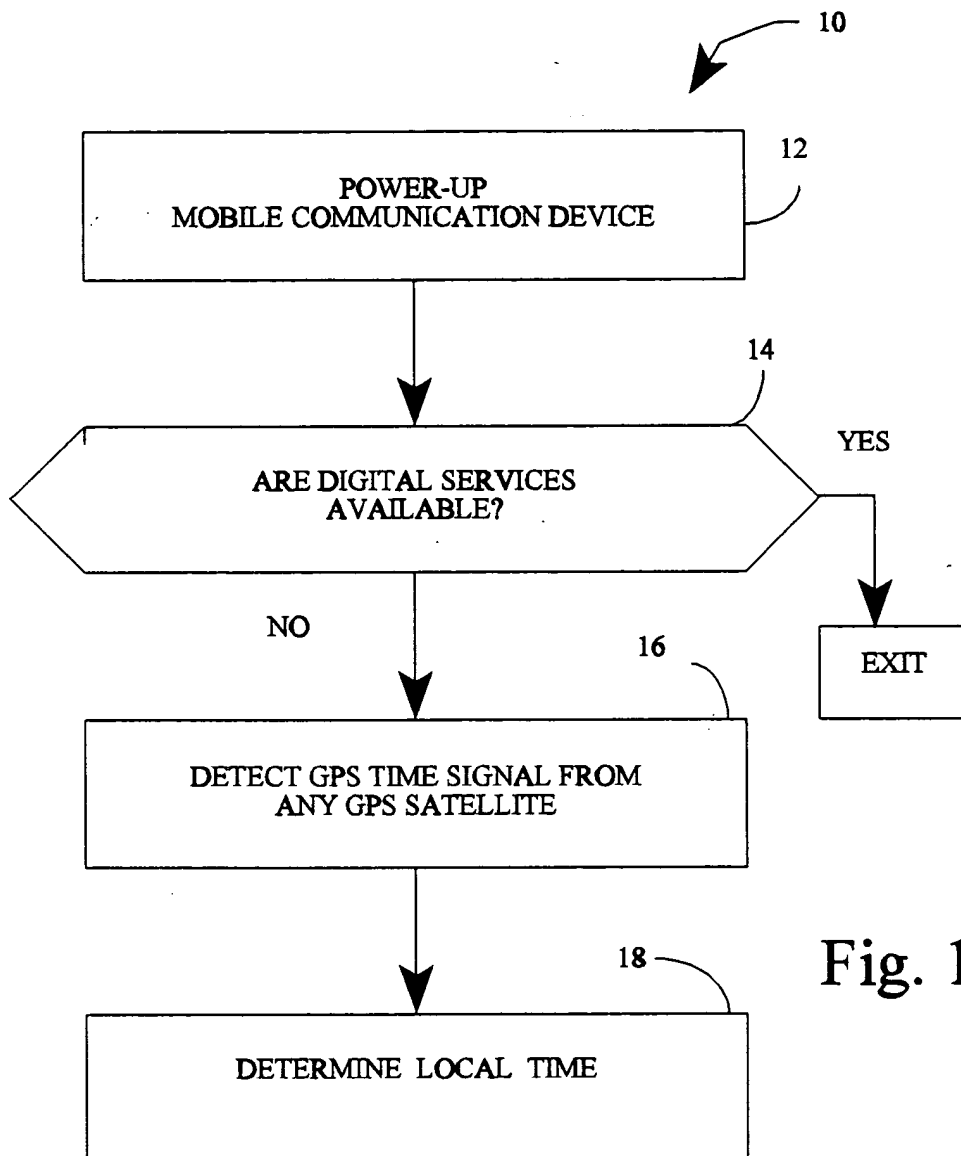 10
12
POWER-UP
MOBILE COMMUNICATION DEVICE
14
YES
ARE DIGITAL SERVICES
AVAILABLE?
NO
16
EXIT
DETECT GPS TIME SIGNAL FROM
ANY GPS SATELLITE
18
Fig. 1
DETERMINE LOCAL TIME